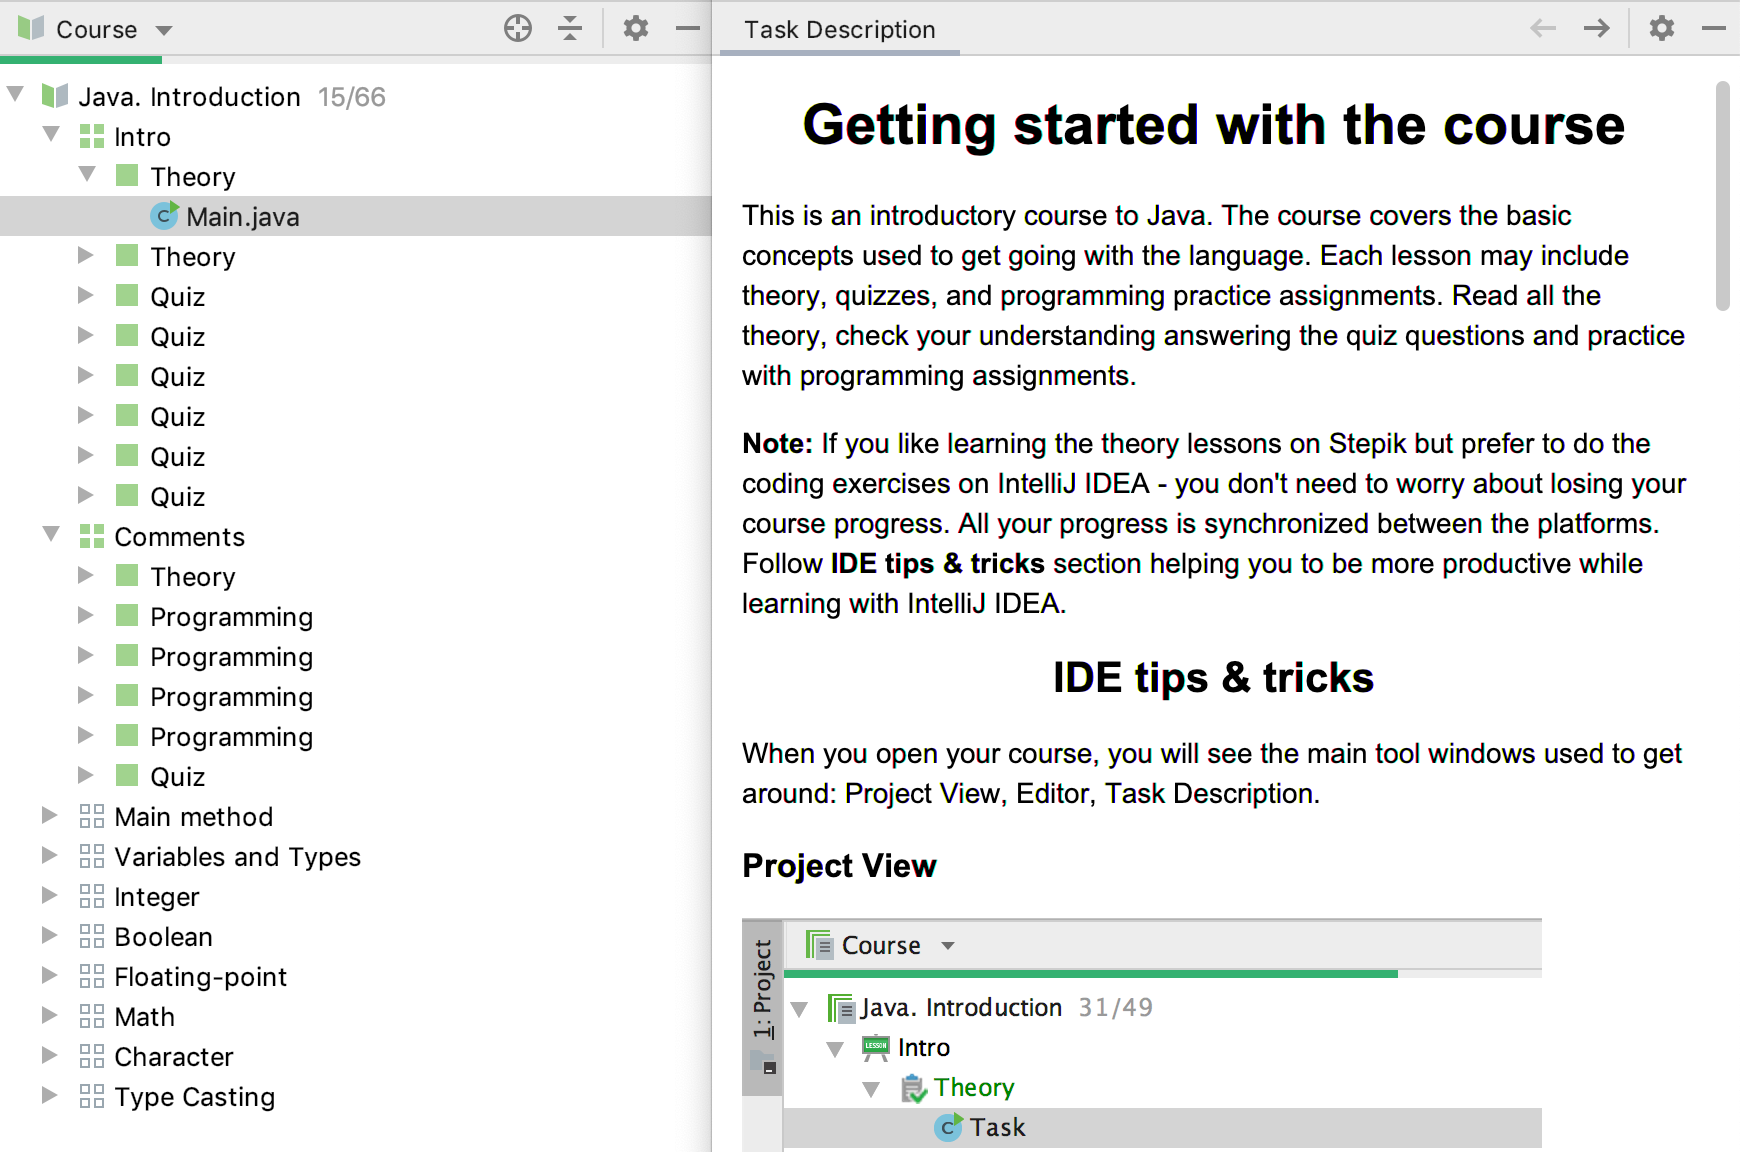 Course
Java. Introduction 15/66
Intro
Theory
C Main.java
Theory
Quiz
Quiz
Quiz
Quiz
Quiz
Quiz
Comments
Theory
Programming
Programming
Programming
Programming
Quiz
Main method
Variables and Types
Integer
Boolean
Floating-point
Math
Character
Type Casting
Task Description
Getting started with the course
This is an introductory course to Java. The course covers the basic
concepts used to get going with the language. Each lesson may include
theory, quizzes, and programming practice assignments. Read all the
theory, check your understanding answering the quiz questions and practice
with programming assignments.
Note: If you like learning the theory lessons on Stepik but prefer to do the
coding exercises on IntelliJ IDEA - you don't need to worry about losing your
course progress. All your progress is synchronized between the platforms.
Follow IDE tips & tricks section helping you to be more productive while
learning with IntelliJ IDEA.
IDE tips & tricks
When you open your course, you will see the main tool windows used to get
around: Project View, Editor, Task Description.
Project View
1: Project
Course
Java. Introduction 31/49
LESSON Intro
Theory
C Task